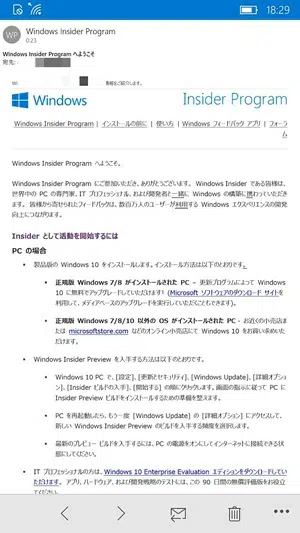 18:29
WP
Windows Insider Program
0:23
Windows Insider Program へようこそ
宛先:
Windows
Insider Program
| Windows Insider Program | インストールの前に | 使い方 | Windows フィードバック アプリ | フォーラ
ム
Windows Insider Program へようこそ。
Windows Insider Program にご参加いただき、ありがとうございます。 Windows Insider である皆様は、
世界中の PC の専門家、IT プロフェッショナル、および開発者と一緒に Windows の構築に携わっていただき
ます。 皆様から寄せられたフィードバックは、数百万人のユーザーが利用する Windows エクスペリエンスの開発
向上につながります。
Insider として活動を開始するには
PC の場合
• 製品版の Windows 10 をインストールします。インストール方法は以下のとおりです。
• 正規版 Windows 7/8 がインストールされた PC – 更新プログラムによって Windows
10 に無料でアップグレードしていただけます! (Microsoft ソフトウェアのダウンロード サイトを
利用して、メディアベースのアップグレードを実行していただくこともできます)。
• 正規版 Windows 7/8/10 以外の OS がインストールされた PC - お近くの小売店ま
たは microsoftstore.com などのオンライン小売店にて Windows 10 をお買い求めいた
だけます。
• Windows Insider Preview を入手する方法は以下のとおりです。
• Windows 10 PC で、[設定]、[更新とセキュリティ]、[Windows Update]、[詳細オプショ
ン]、[Insider ビルドの入手]、[開始する] の順にクリックします。画面の指示に従って PC に
Insider Preview ビルドをインストールするための準備を整えます。
• PC を再起動したら、もう一度 [Windows Update] の [詳細オプション] にアクセスして、
新しい Windows Insider Preview のビルドを入手する頻度を選択します。
• 最新のプレビュー ビルドを入手するには、PC の電源をオンにしてインターネットに接続できる状
態にしてください。
• IT プロフェッショナルの方は、Windows 10 Enterprise Evaluation エディションをダウンロードしてい
ただけます。 アプリ、ハードウェア、および開発戦略のテストには、この 90 日間の無償評価版をお役立
てください。